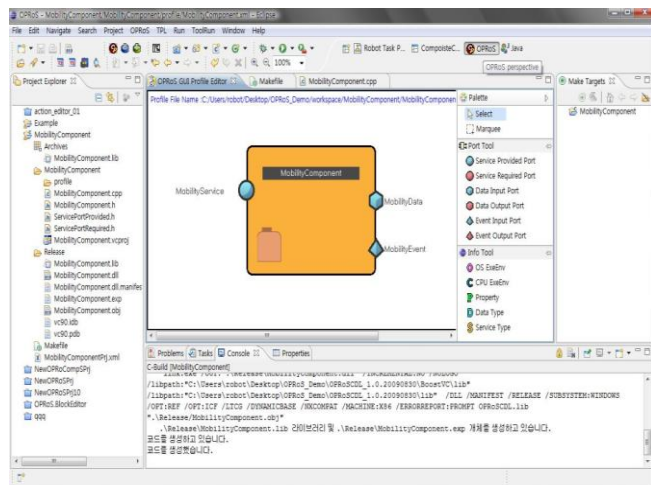 OPRoS - MobilityComponent/MobilityComponent/profile/MobilityComponent.xml - Eclipse
File Edit Navigate Search Project OPRoS TPL Run ToolRun Window Help
100%
Robot Task P... ComposteC... OPRoS Java
OPRoS perspective
Project Explorer
OPRoS GUI Profile Editor Makefile MobilityComponent.cpp
Make Targets
Profile File Name :C:/Users/robot/Desktop/OPRoS_Demo/workspace/MobilityComponent/MobilityComponen
action_editor_01
Example
MobilityComponent
Archives
MobilityComponent.lib
MobilityComponent
profile
MobilityComponent.cpp
MobilityComponent.h
ServicePortProvided.h
ServicePortRequired.h
MobilityComponent.vcproj
Release
MobilityComponent.lib
MobilityComponent.dll
MobilityComponent.dll.manifes
MobilityComponent.exp
MobilityComponent.obj
vc90.idb
vc90.pdb
Makefile
MobilityComponentPrj.xml
NewOPRoSCompSPrj
NewOPRoSPrj
NewOPRoSPrj10
OPRoS.BlockEditor
qqq
MobilityComponent
MobilityService
MobilityData
MobilityEvent
Palette
Select
Marquee
Port Tool
Service Provided Port
Service Required Port
Data Input Port
Data Output Port
Event Input Port
Event Output Port
Info Tool
OS ExeEnv
CPU ExeEnv
Property
Data Type
Service Type
MobilityComponent
Problems Tasks Console Properties
C-Build [MobilityComponent]
/libpath:"C:\Users\robot\Desktop\OPRoS_Demo\OPRoSCDL_1.0.20090830\BoostVC\lib"
/libpath:"C:\Users\robot\Desktop\OPRoS_Demo\OPRoSCDL_1.0.20090830\lib" /DLL /MANIFEST /RELEASE /SUBSYSTEM:WINDOWS
/OPT:REF /OPT:ICF /LTCG /DYNAMICBASE /NXCOMPAT /MACHINE:X86 /ERRORREPORT:PROMPT OPRoSCDL.lib
".\Release/MobilityComponent.obj"
.\Release\MobilityComponent.lib 라이브러리 및 .\Release\MobilityComponent.exp 개체를 생성하고 있습니다.
코드를 생성하고 있습니다.
코드를 생성했습니다.